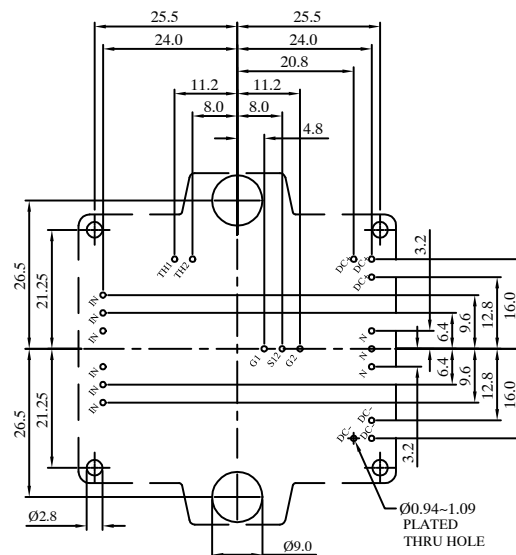 25.5 25.5
24.0 24.0
20.8
11.2 11.2
8.0 8.0
4.8
26.5
21.25
TH1 TH2
DC+ DC+
DC+
3.2
IN
IN
IN
6.4
9.6
12.8
16.0
G1 S12 G2
N
N
N
IN
IN
IN
6.4
9.6
12.8
16.0
3.2
26.5
21.25
DC-
DC- DC-
Ø2.8
Ø9.0
Ø0.94~1.09
PLATED
THRU HOLE